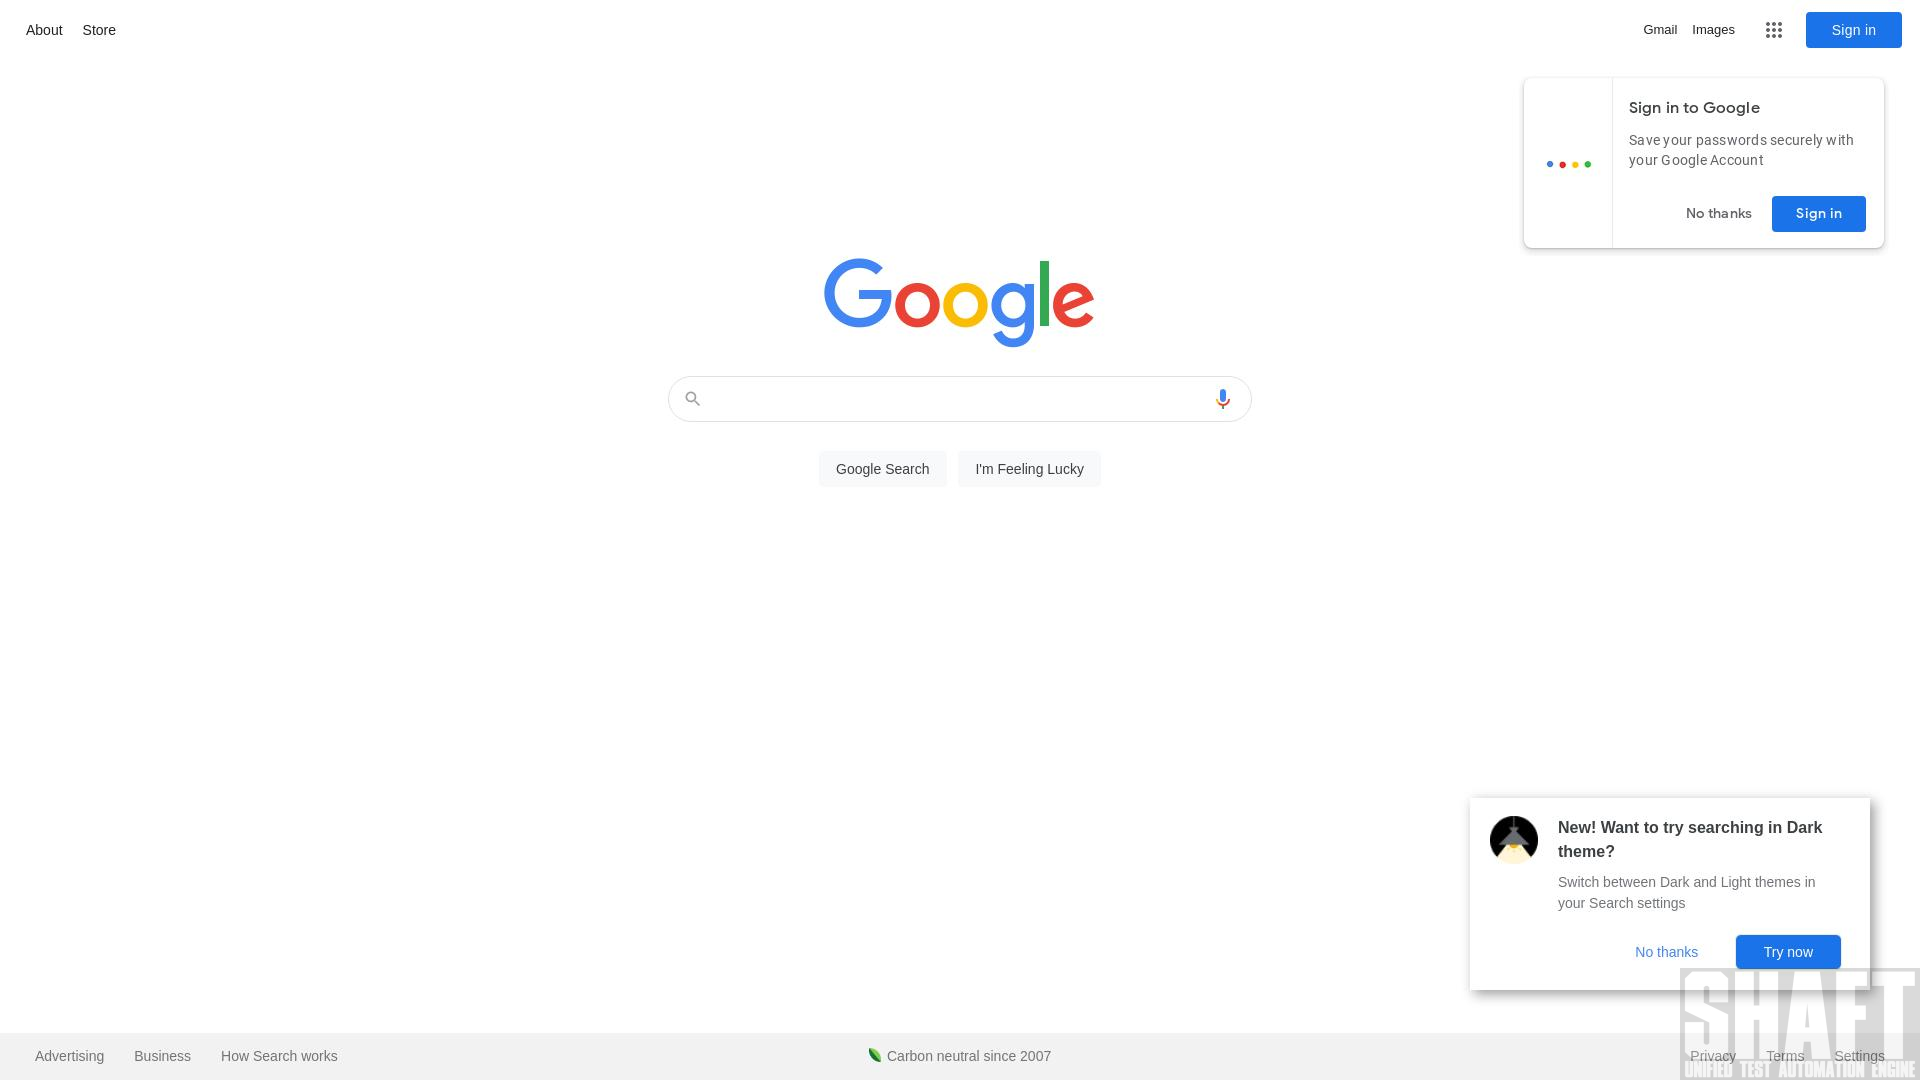 About
Store
Gmail
Images
Sign in
Sign in to Google
Save your passwords securely with
your Google Account
No thanks
Sign in
Google
Google Search
I'm Feeling Lucky
New! Want to try searching in Dark
theme?
Switch between Dark and Light themes in
your Search settings
No thanks
Try now
Advertising
Business
How Search works
Carbon neutral since 2007
Privacy
Terms
Settings
SHAFT
UNIFIED TEST AUTOMATION ENGINE